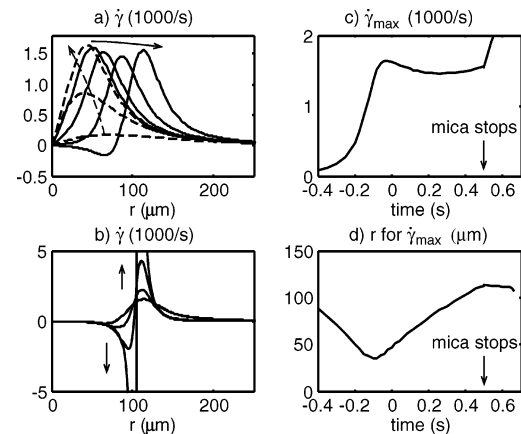 a) γ̇ (1000/s)
1.5
1.0
0.5
0.0
-0.5
0 100 200
r (μm)
b) γ̇ (1000/s)
5
0
-5
0 100 200
r (μm)
c) γ̇max (1000/s)
2
1
0
mica stops
-0.4 -0.2 0 0.2 0.4 0.6
time (s)
d) r for γ̇max (μm)
150
100
50
0
mica stops
-0.4 -0.2 0 0.2 0.4 0.6
time (s)